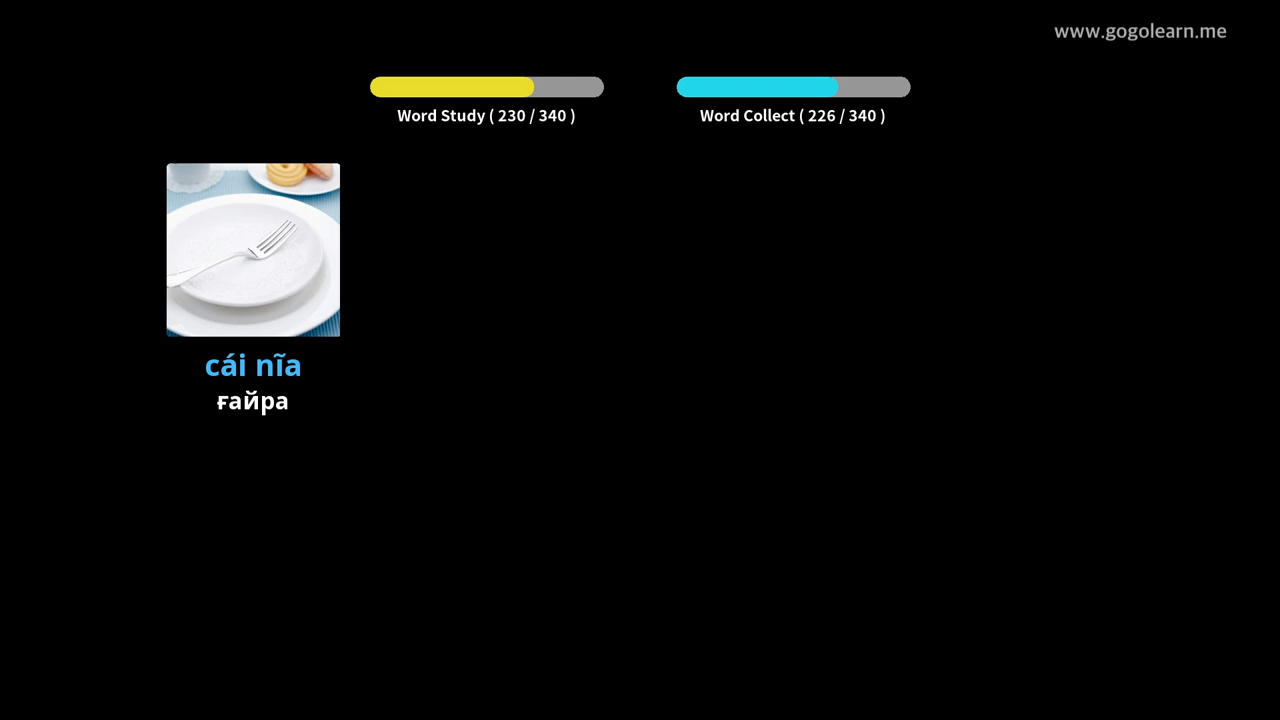 www.gogolearn.me
Word Study ( 230 / 340 )
Word Collect ( 226 / 340 )
cái nĩa
ғайра